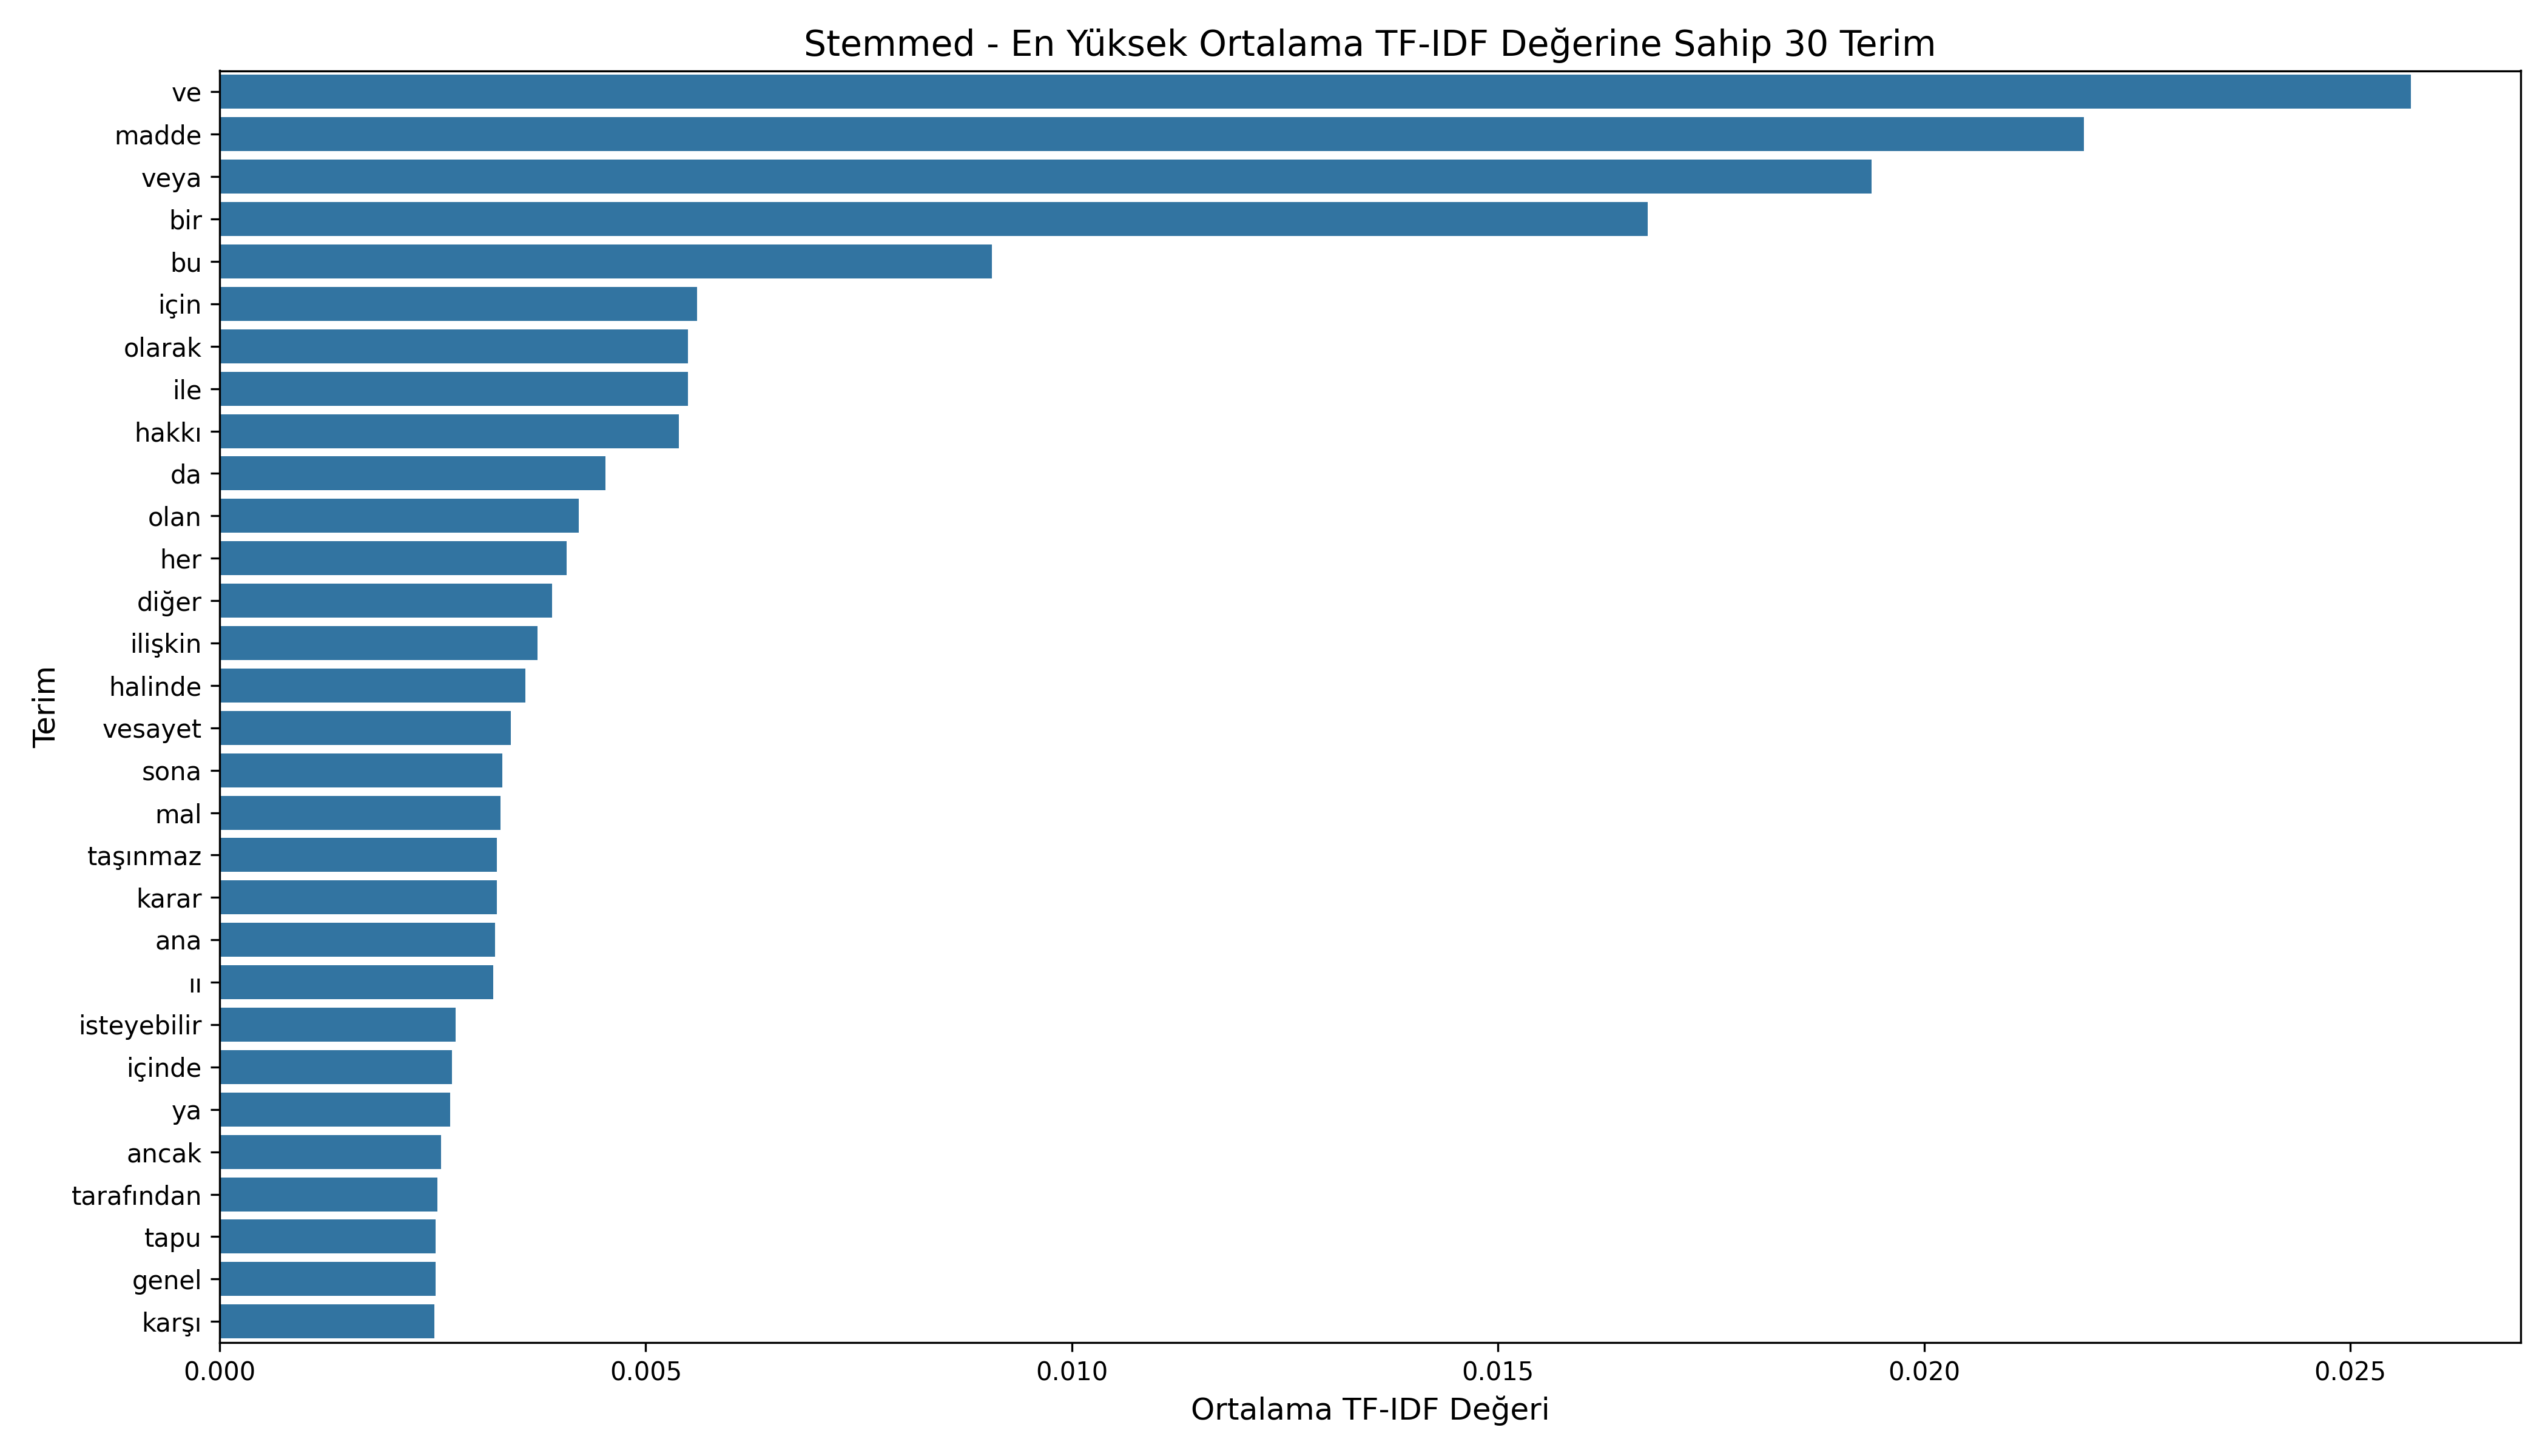 Stemmed - En Yüksek Ortalama TF-IDF Değerine Sahip 30 Terim
ve
madde
veya
bir
bu
için
olarak
ile
hakkı
da
olan
her
diğer
ilişkin
halinde
vesayet
sona
mal
taşınmaz
karar
ana
ıı
isteyebilir
içinde
ya
ancak
tarafından
tapu
genel
karşı
Terim
0.000 0.005 0.010 0.015 0.020 0.025
Ortalama TF-IDF Değeri